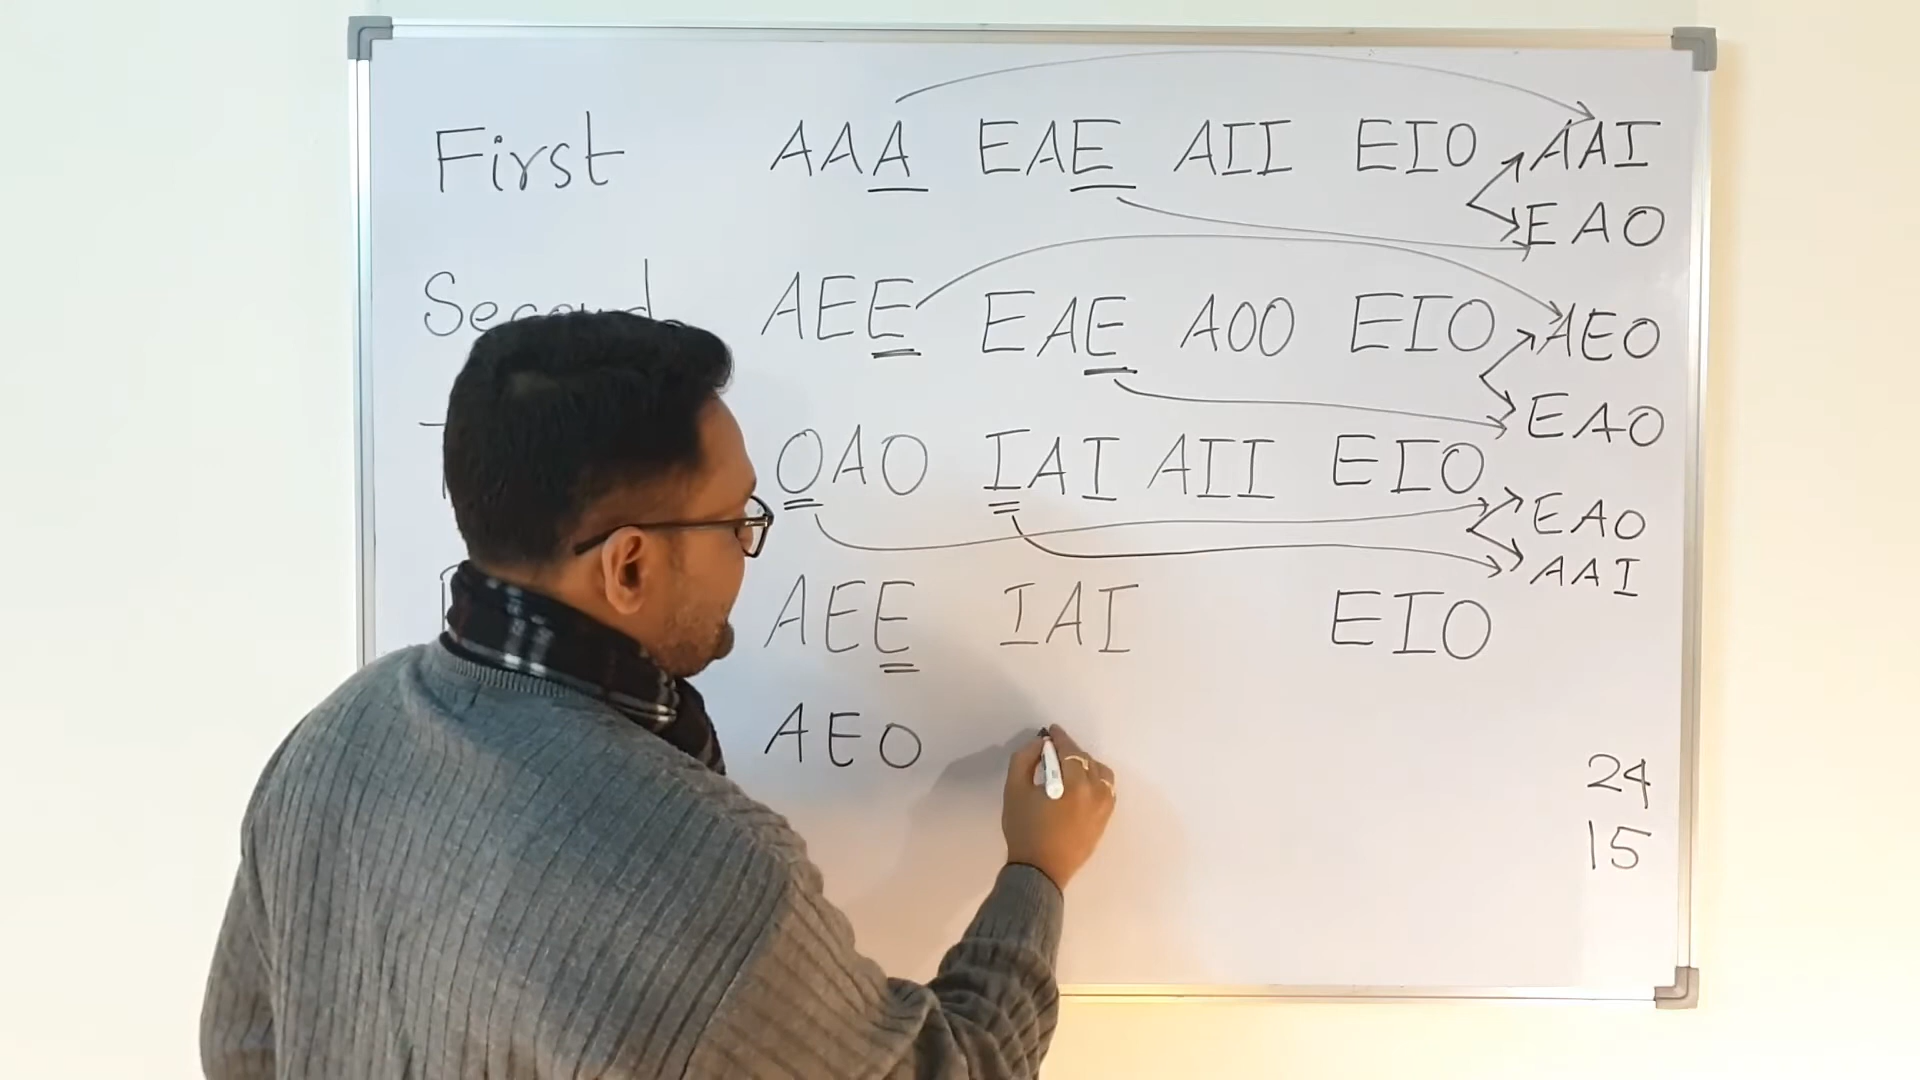 First AAA EAE AII EIO AAI
EAO
Second AEE EAE AOO EIO AEO
EAO
OAO IAI AII EIO EAO
AAI
AEE IAI EIO
AEO
24
15